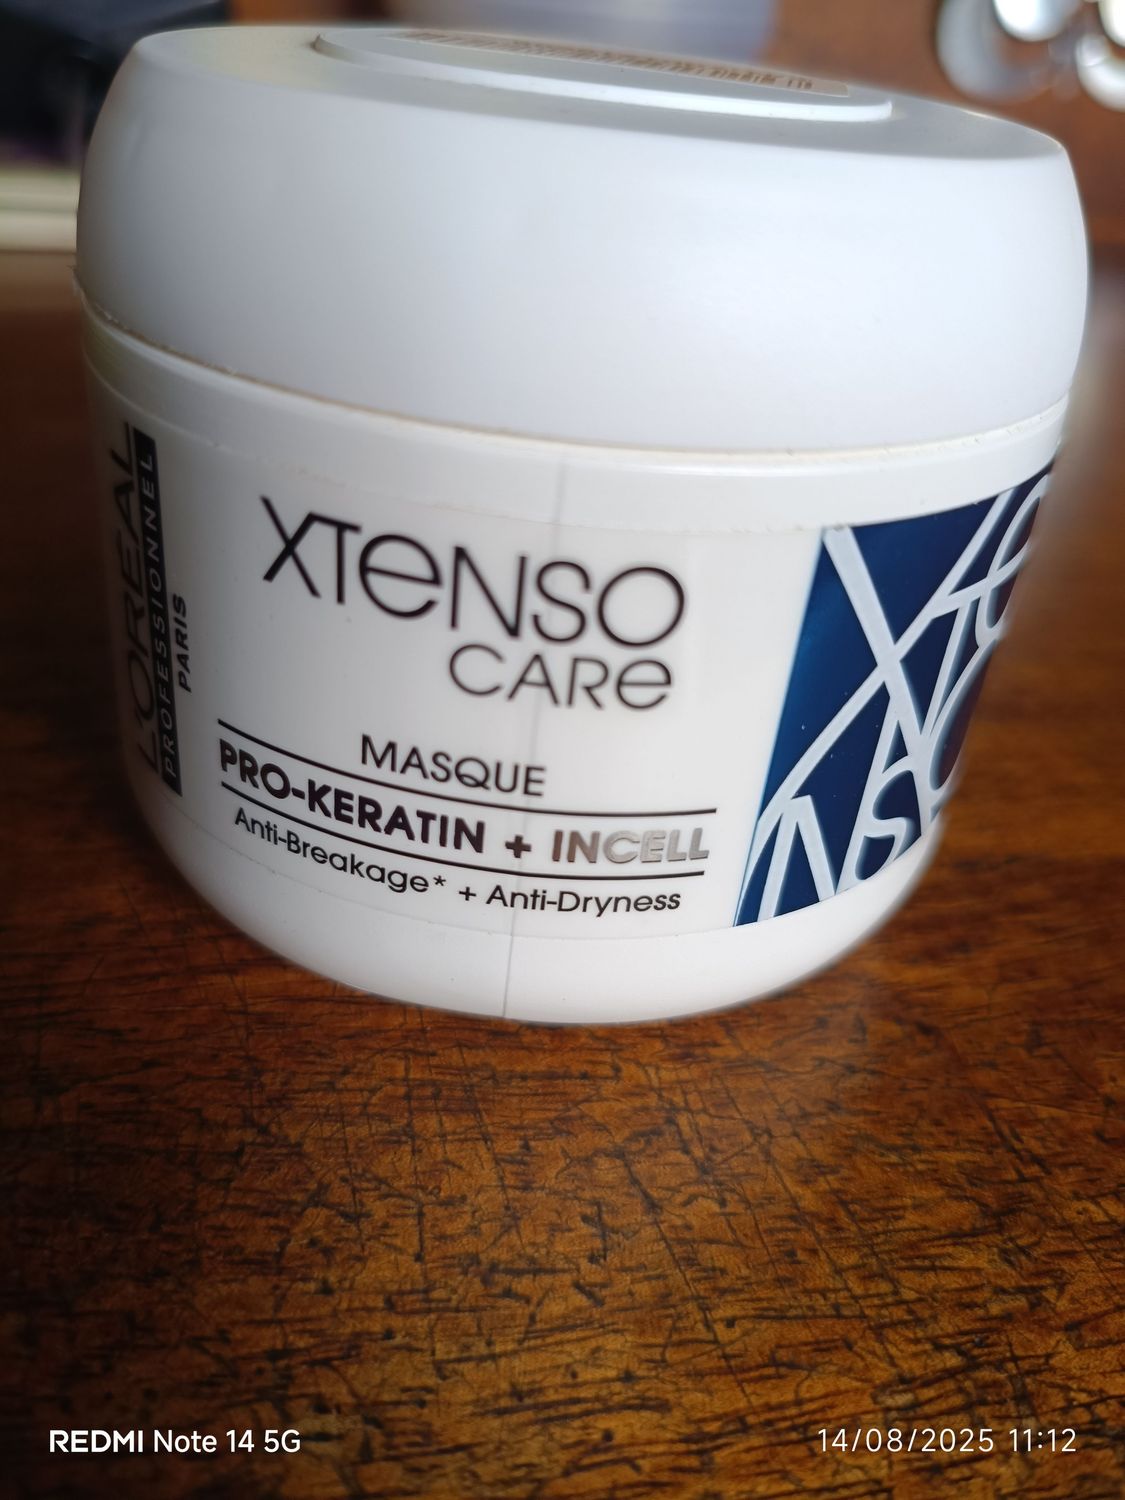 L'ORÉAL
PROFESSIONNEL
PARIS
XTENSO
CARE
MASQUE
PRO-KERATIN + INCELL
Anti-Breakage* + Anti-Dryness
XTENSO
REDMI Note 14 5G
14/08/2025 11:12